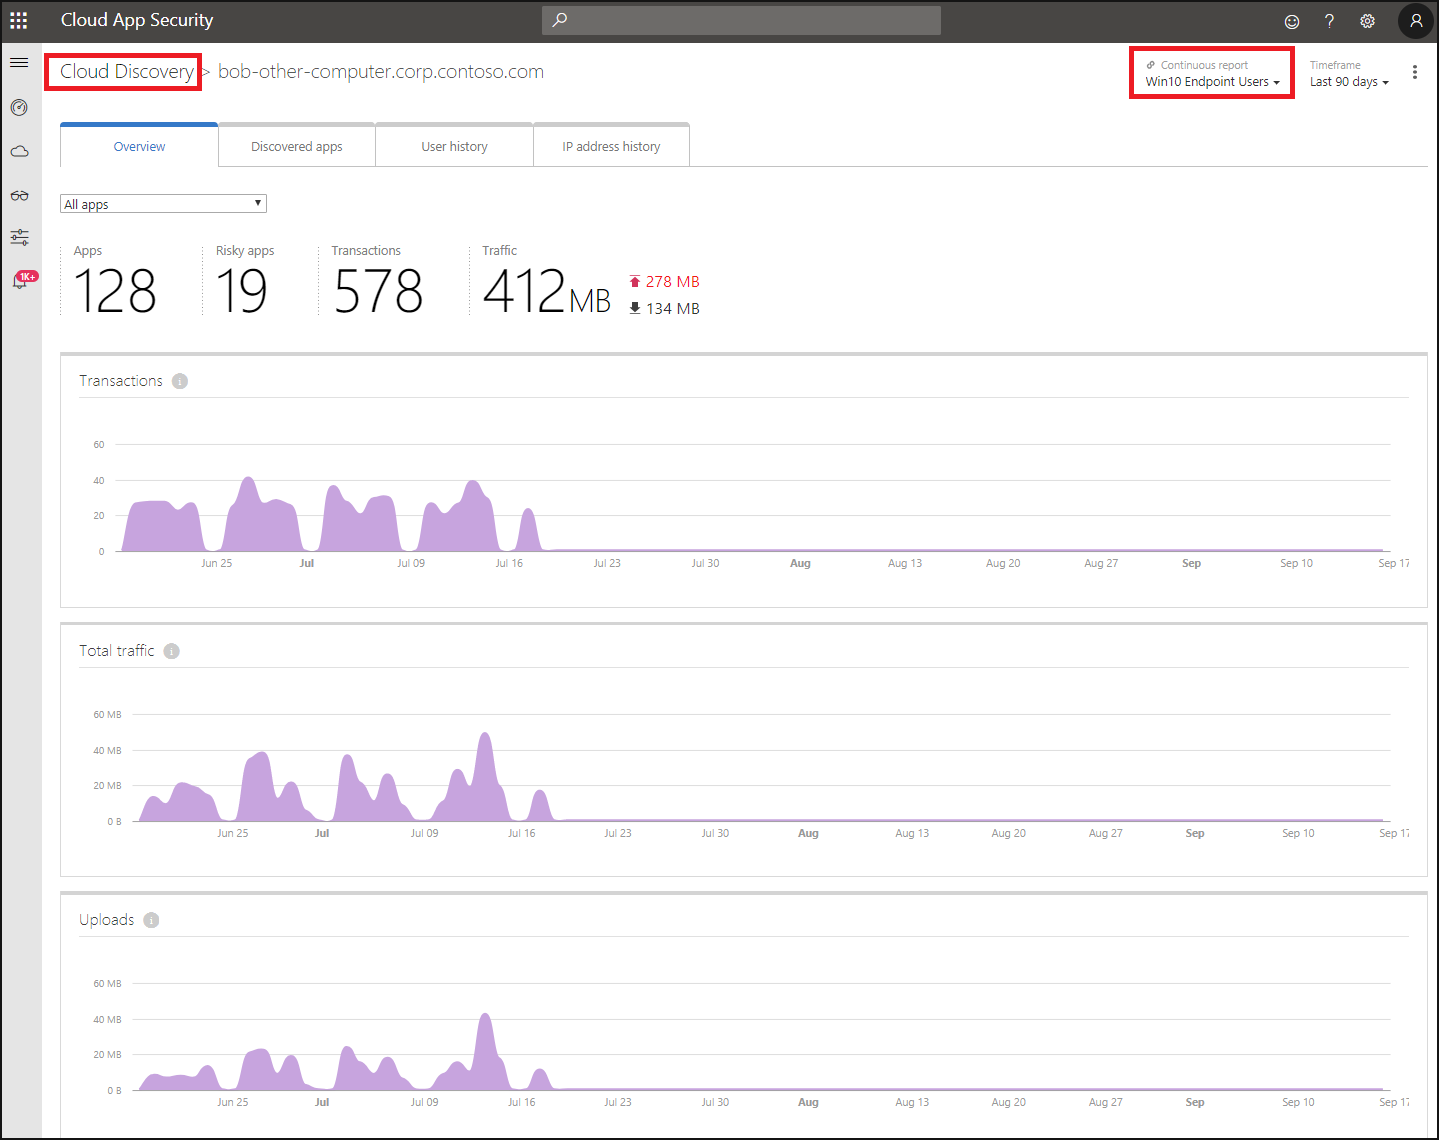 Cloud App Security
?
Cloud Discovery > bob-other-computer.corp.contoso.com
Continuous report
Win10 Endpoint Users
Timeframe
Last 90 days
1K+
Overview
Discovered apps
User history
IP address history
All apps
Apps
128
Risky apps
19
Transactions
578
Traffic
412 MB
278 MB
134 MB
Transactions i
60
40
20
0
Jun 25 Jul Jul 09 Jul 16 Jul 23 Jul 30 Aug Aug 13 Aug 20 Aug 27 Sep Sep 10 Sep 17
Total traffic i
60 MB
40 MB
20 MB
0 B
Jun 25 Jul Jul 09 Jul 16 Jul 23 Jul 30 Aug Aug 13 Aug 20 Aug 27 Sep Sep 10 Sep 17
Uploads i
60 MB
40 MB
20 MB
0 B
Jun 25 Jul Jul 09 Jul 16 Jul 23 Jul 30 Aug Aug 13 Aug 20 Aug 27 Sep Sep 10 Sep 17